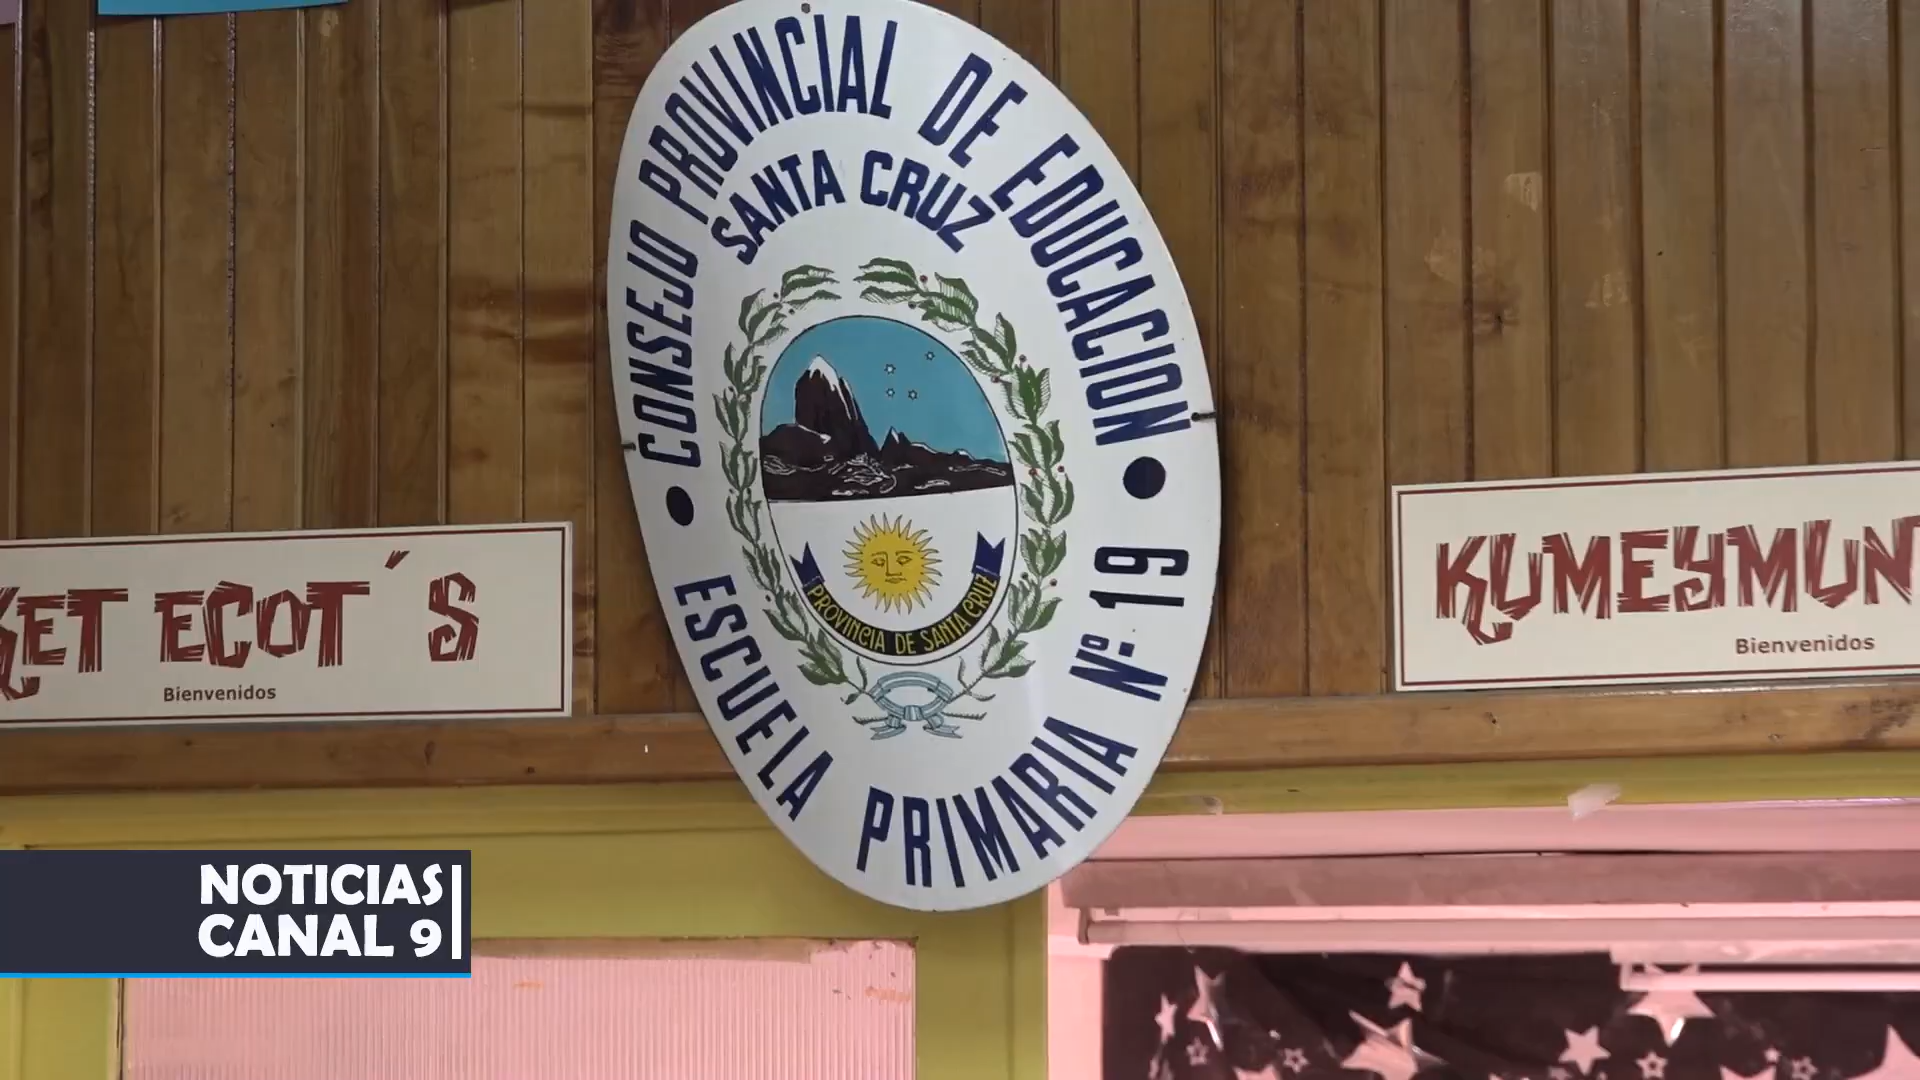 CONSEJO PROVINCIAL DE EDUCACION
SANTA CRUZ
PROVINCIA DE SANTA CRUZ
ESCUELA PRIMARIA Nº 19
KET ECOT´S
Bienvenidos
KUMEYMUN
Bienvenidos
NOTICIAS
CANAL 9